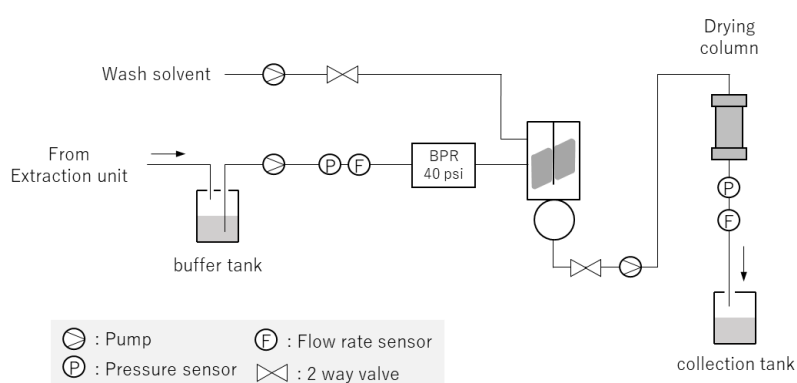 Drying
column
Wash solvent
From
Extraction unit
P
F
BPR
40 psi
P
F
buffer tank
collection tank
: Pump
F : Flow rate sensor
P : Pressure sensor
: 2 way valve